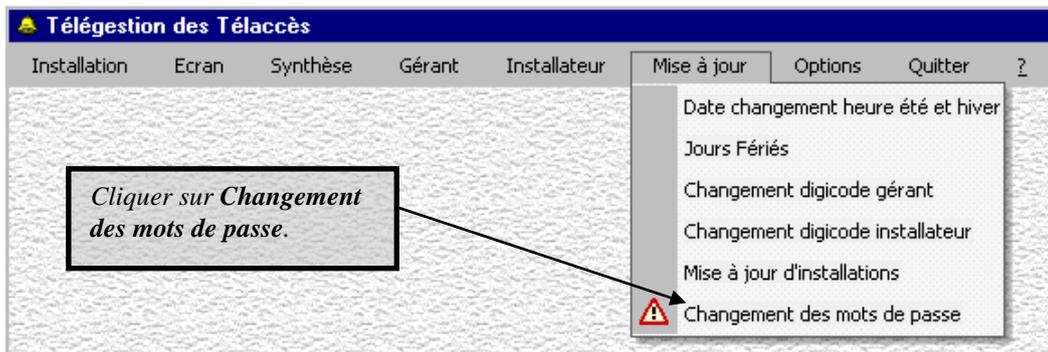 Télégestion des Télaccès
Installation Ecran Synthèse Gérant Installateur Mise à jour Options Quitter ?
Date changement heure été et hiver
Jours Fériés
Changement digicode gérant
Changement digicode installateur
Mise à jour d'installations
Changement des mots de passe
Cliquer sur Changement
des mots de passe.